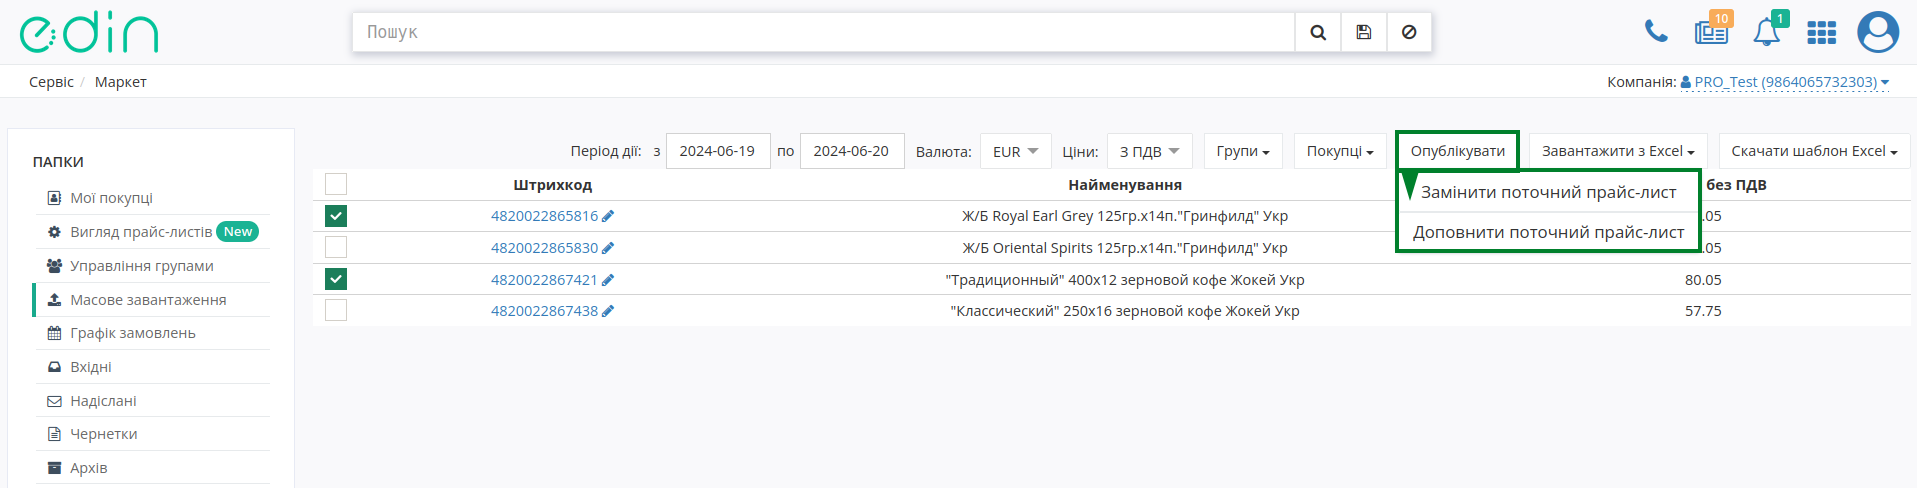 edin
Пошук
10
1
Сервіс / Маркет
Компанія: PRO_Test (9864065732303)
ПАПКИ
Мої покупці
Вигляд прайс-листів New
Управління групами
Масове завантаження
Графік замовлень
Вхідні
Надіслані
Чернетки
Архів
Період дії: з 2024-06-19 по 2024-06-20 Валюта: EUR Ціни: З ПДВ Групи Покупці Опублікувати Завантажити з Excel Скачати шаблон Excel
Замінити поточний прайс-лист
Доповнити поточний прайс-лист
Штрихкод Найменування без ПДВ
4820022865816 Ж/Б Royal Earl Grey 125гр.х14п."Гринфилд" Укр .05
4820022865830 Ж/Б Oriental Spirits 125гр.х14п."Гринфилд" Укр .05
4820022867421 "Традиционный" 400х12 зерновой кофе Жокей Укр 80.05
4820022867438 "Классический" 250х16 зерновой кофе Жокей Укр 57.75